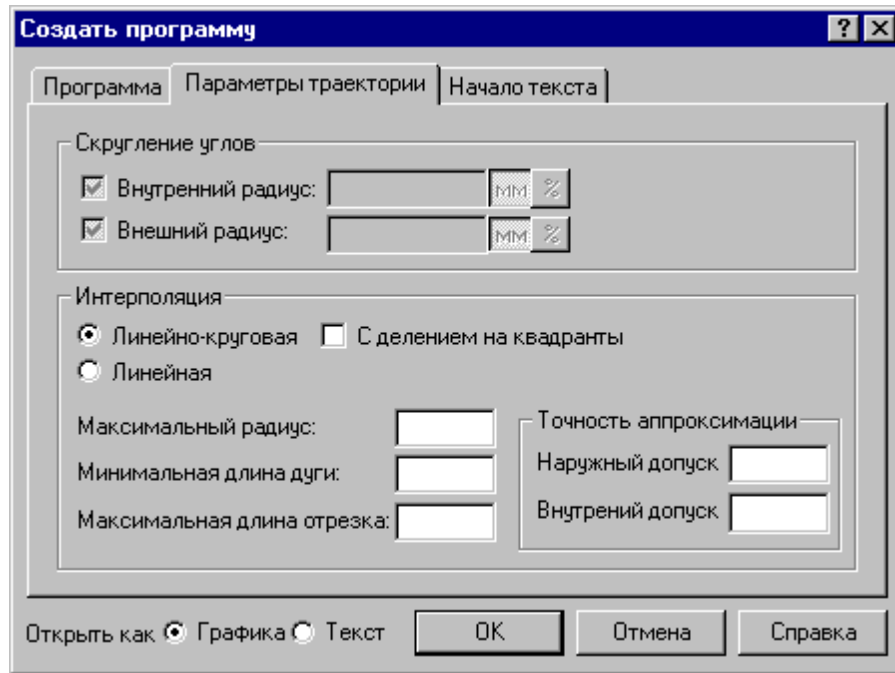 Создать программу
Программа Параметры траектории Начало текста
Скругление углов
Внутренний радиус: мм %
Внешний радиус: мм %
Интерполяция
Линейно-круговая С делением на квадранты
Линейная
Максимальный радиус:
Минимальная длина дуги:
Максимальная длина отрезка:
Точность аппроксимации
Наружный допуск
Внутрений допуск
Открыть как Графика Текст OK Отмена Справка